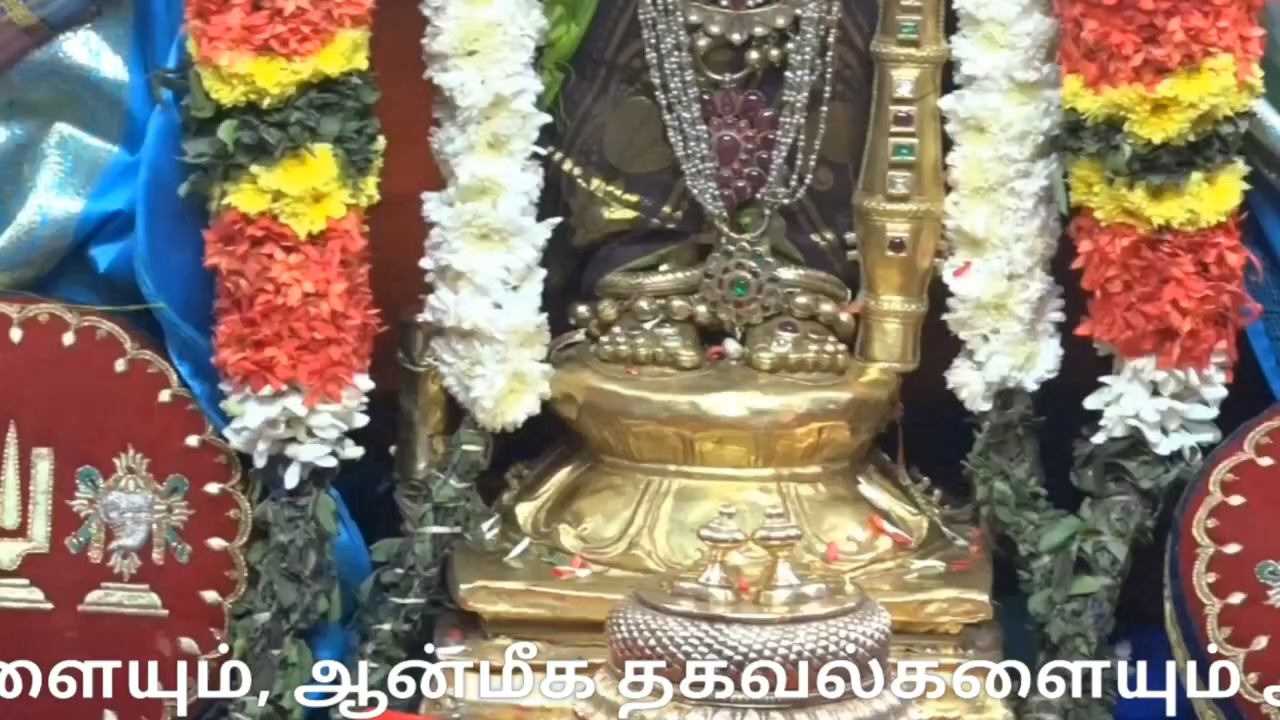 ளையும், ஆன்மீக தகவல்களையும்